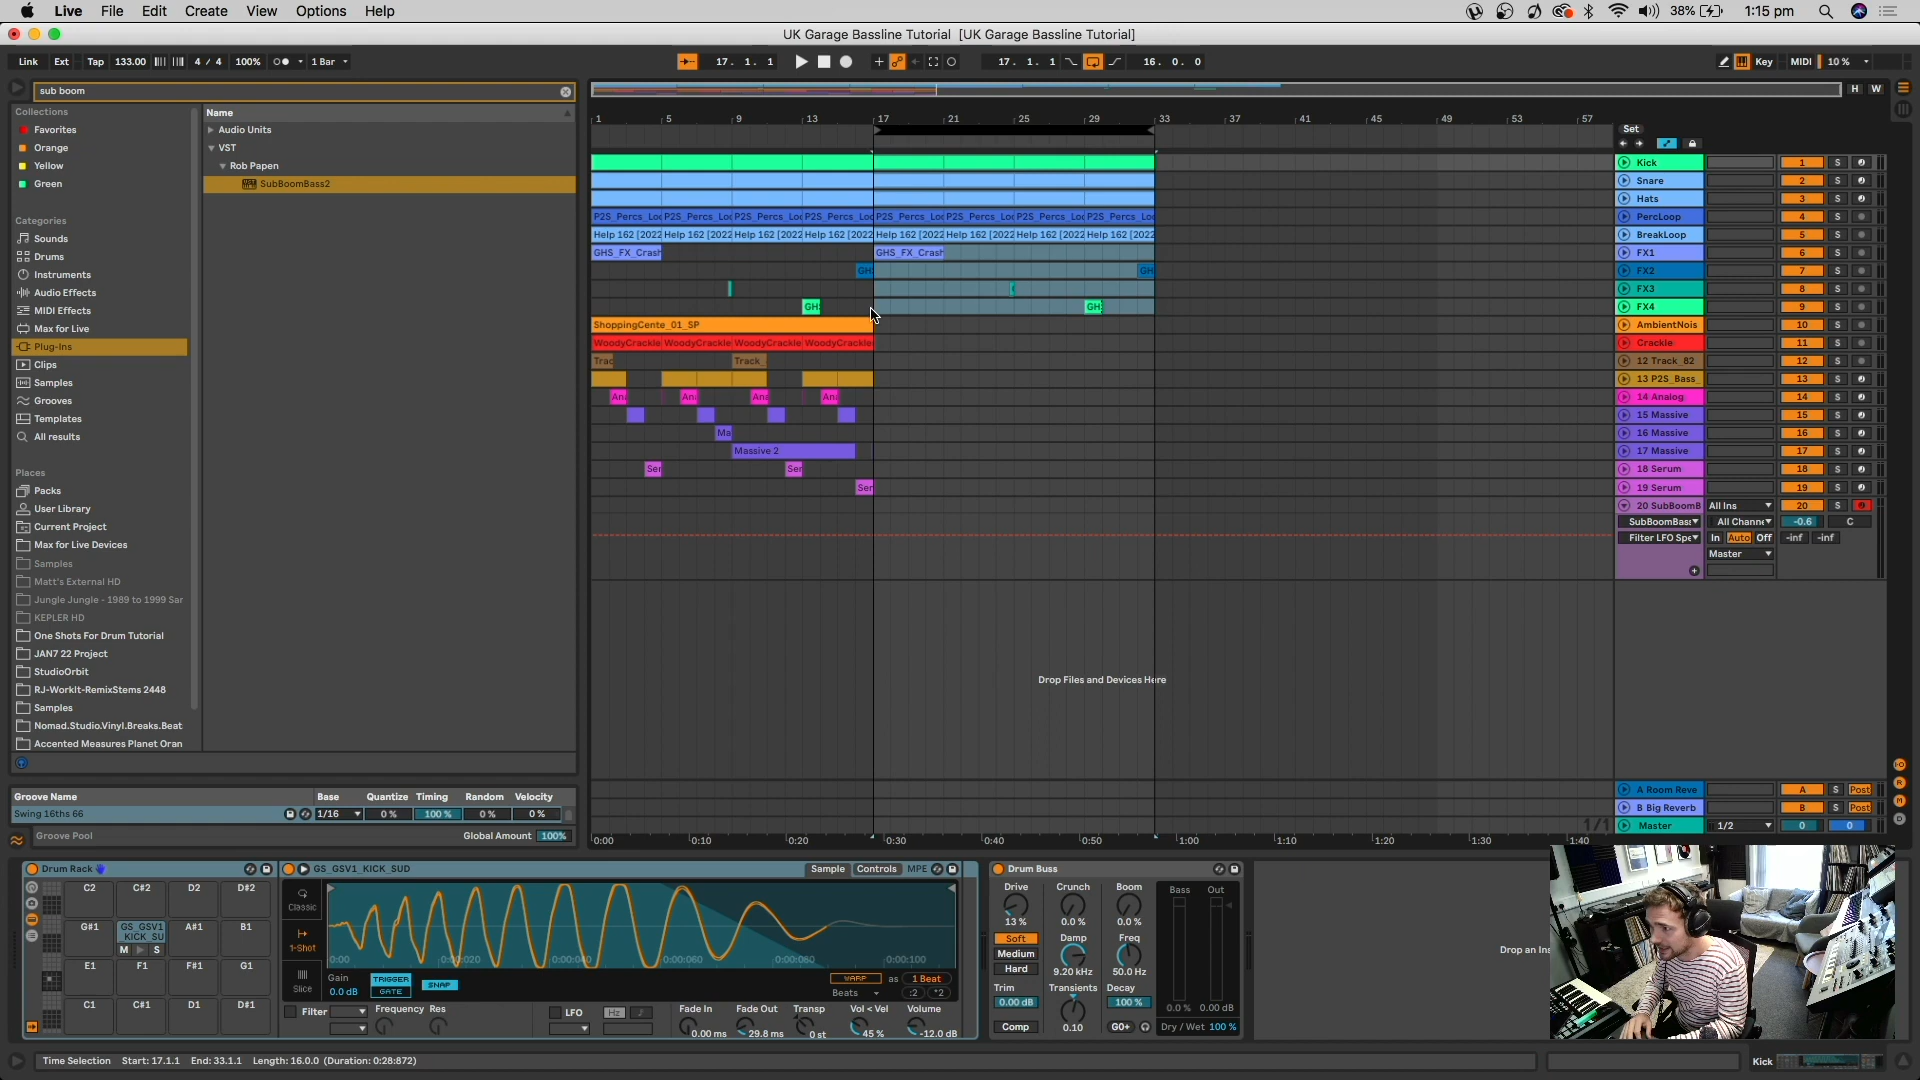 Live File Edit Create View Options Help 38% 1:15 pm
UK Garage Bassline Tutorial [UK Garage Bassline Tutorial]
Link Ext Tap 133.00 4 / 4 100% 1 Bar 17. 1. 1 17. 1. 1 16. 0. 0 Key MIDI 10 %
sub boom
H W
Collections
Favorites
Orange
Yellow
Green
Categories
Sounds
Drums
Instruments
Audio Effects
MIDI Effects
Max for Live
Plug-Ins
Clips
Samples
Grooves
Templates
All results
Places
Packs
User Library
Current Project
Max for Live Devices
Samples
Matt's External HD
Jungle Jungle - 1989 to 1999 Sar
KEPLER HD
One Shots For Drum Tutorial
JAN7 22 Project
StudioOrbit
RJ-WorkIt-RemixStems 2448
Samples
Nomad.Studio.Vinyl.Breaks.Beat
Accented Measures Planet Oran
Name
Audio Units
VST
Rob Papen
SubBoomBass2
1 5 9 13 17 21 25 29 33 37 41 45 49 53 57
Set
P2S_Percs_Loc P2S_Percs_Loc P2S_Percs_Loc P2S_Percs_Loc P2S_Percs_Loc P2S_Percs_Loc P2S_Percs_Loc P2S_Percs_Loc
Help 162 [2022 Help 162 [2022 Help 162 [2022 Help 162 [2022 Help 162 [2022 Help 162 [2022 Help 162 [2022 Help 162 [2022
GHS_FX_Crash GHS_FX_Crash
GH GH
GH GH
ShoppingCente_01_SP
WoodyCrackle WoodyCrackle WoodyCrackle WoodyCrackle
Trac Track_
Ana Ana Ana Ana
Ma
Massive 2
Ser Ser
Ser
Drop Files and Devices Here
Kick 1 S
Snare 2 S
Hats 3 S
PercLoop 4 S
BreakLoop 5 S
FX1 6 S
FX2 7 S
FX3 8 S
FX4 9 S
AmbientNois 10 S
Crackle 11 S
12 Track_82 12 S
13 P2S_Bass_ 13 S
14 Analog 14 S
15 Massive 15 S
16 Massive 16 S
17 Massive 17 S
18 Serum 18 S
19 Serum 19 S
20 SubBoomB All Ins 20 S
SubBoomBass All Channe -0.6 C
Filter LFO Spe In Auto Off -inf -inf
Master
A Room Reve A S Post
B Big Reverb B S Post
Master 1/2 0 0
1/1
0:00 0:10 0:20 0:30 0:40 0:50 1:00 1:10 1:20 1:30 1:40
Groove Name Base Quantize Timing Random Velocity
Swing 16ths 66 1/16 0 % 100 % 0 % 0 %
Groove Pool Global Amount 100%
Drum Rack
C2 C#2 D2 D#2
G#1 GS_GSV1 KICK_SU A#1 B1
M S
E1 F1 F#1 G1
C1 C#1 D1 D#1
GS_GSV1_KICK_SUD Sample Controls MPE
Classic
1-Shot
Slice
0:00 0:00:020 0:00:040 0:00:060 0:00:080 0:00:100
Gain
0.0 dB
TRIGGER
GATE
SNAP
WARP as 1 Beat
Beats :2 *2
Filter Frequency Res LFO Hz Fade In Fade Out Transp Vol < Vel Volume
0.00 ms 29.8 ms 0 st 45 % -12.0 dB
Drum Buss
Drive Crunch Boom Bass Out
13 % 0.0 % 0.0 %
Soft
Medium
Hard
Damp Freq
9.20 kHz 50.0 Hz
Trim Transients Decay
0.00 dB 100 %
0.0 % 0.00 dB
Comp 0.10 G0 Dry / Wet 100 %
Drop an Ins
Time Selection Start: 17.1.1 End: 33.1.1 Length: 16.0.0 (Duration: 0:28:872)
Kick